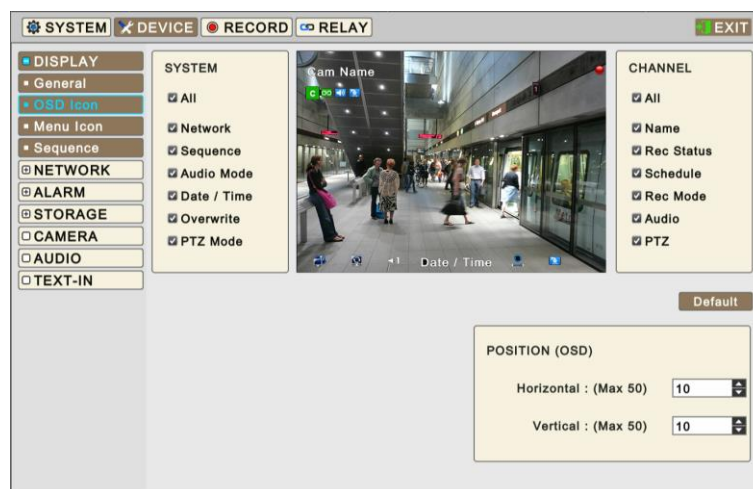 SYSTEM DEVICE RECORD RELAY EXIT
DISPLAY
General
OSD Icon
Menu Icon
Sequence
NETWORK
ALARM
STORAGE
CAMERA
AUDIO
TEXT-IN
SYSTEM
All
Network
Sequence
Audio Mode
Date / Time
Overwrite
PTZ Mode
Cam Name
C
1 Date / Time
CHANNEL
All
Name
Rec Status
Schedule
Rec Mode
Audio
PTZ
Default
POSITION (OSD)
Horizontal : (Max 50) 10
Vertical : (Max 50) 10